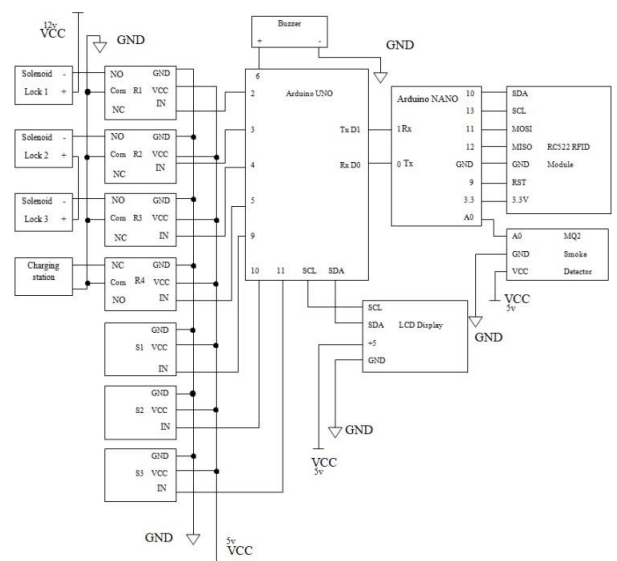 12v
VCC
GND
Buzzer
+ -
GND
Solenoid -
Lock 1 +
NO GND
Com R1 VCC
NC IN
Solenoid -
Lock 2 +
NO GND
Com R2 VCC
NC IN
Solenoid -
Lock 3 +
NO GND
Com R3 VCC
NC IN
Charging
station
NC GND
Com R4 VCC
NO IN
GND
S1 VCC
IN
GND
S2 VCC
IN
GND
S3 VCC
IN
GND
5v
VCC
6
2 Arduino UNO
3 Tx D1
4 Rx D0
5
9
10 11 SCL SDA
Arduino NANO 10
13
1 Rx 11
12
0 Tx GND
9
3.3
A0
SDA
SCL
MOSI
MISO RC522 RFID
GND Module
RST
3.3V
A0 MQ2
GND Smoke
VCC Detector
VCC
5v
GND
SCL
SDA LCD Display
+5
GND
GND
VCC
5v